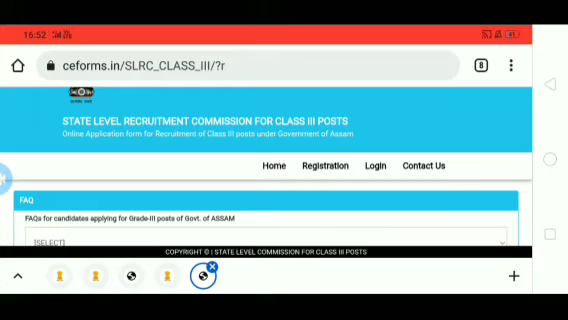 16:52
ceforms.in/SLRC_CLASS_III/?r
8
STATE LEVEL RECRUITMENT COMMISSION FOR CLASS III POSTS
Online Application form for Recruitment of Class III posts under Government of Assam
Home Registration Login Contact Us
FAQ
FAQs for candidates applying for Grade-III posts of Govt. of ASSAM
[SELECT]
COPYRIGHT © | STATE LEVEL COMMISSION FOR CLASS III POSTS